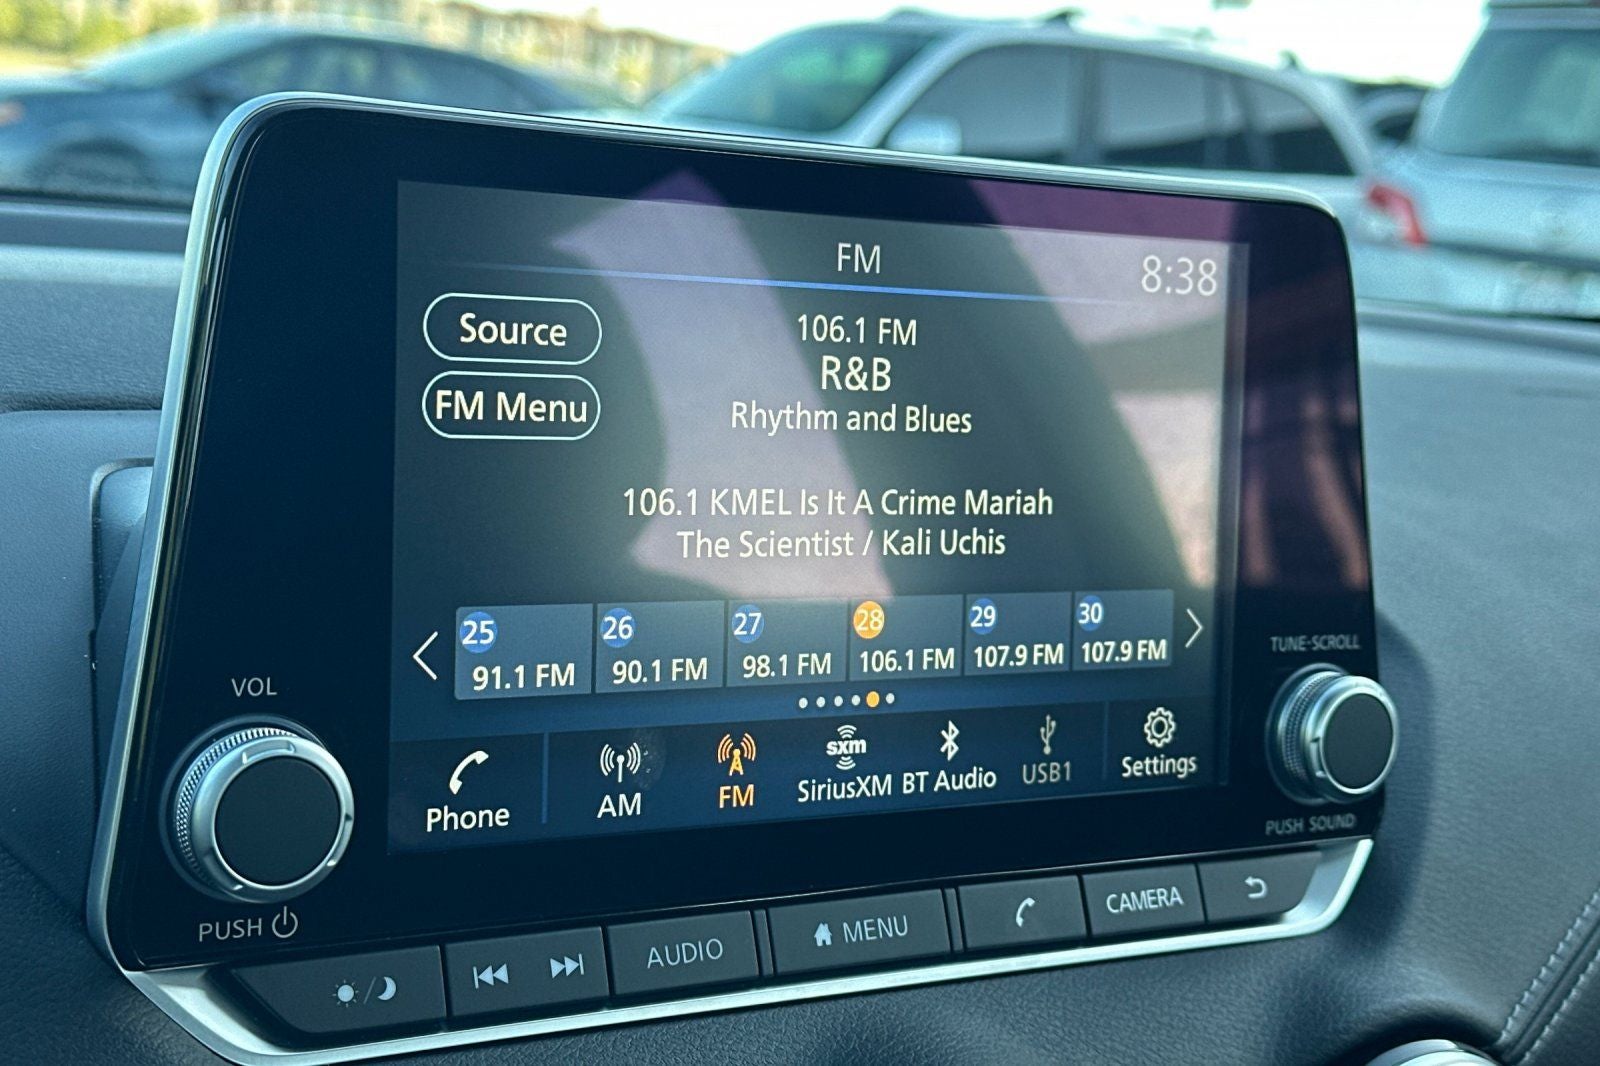 FM
8:38
Source
106.1 FM
R&B
FM Menu
Rhythm and Blues
106.1 KMEL Is It A Crime Mariah
The Scientist / Kali Uchis
25 26 27 28 29 30
91.1 FM 90.1 FM 98.1 FM 106.1 FM 107.9 FM 107.9 FM
TUNE·SCROLL
VOL
sxm
Phone AM FM SiriusXM BT Audio USB1 Settings
PUSH SOUND
PUSH
AUDIO MENU CAMERA